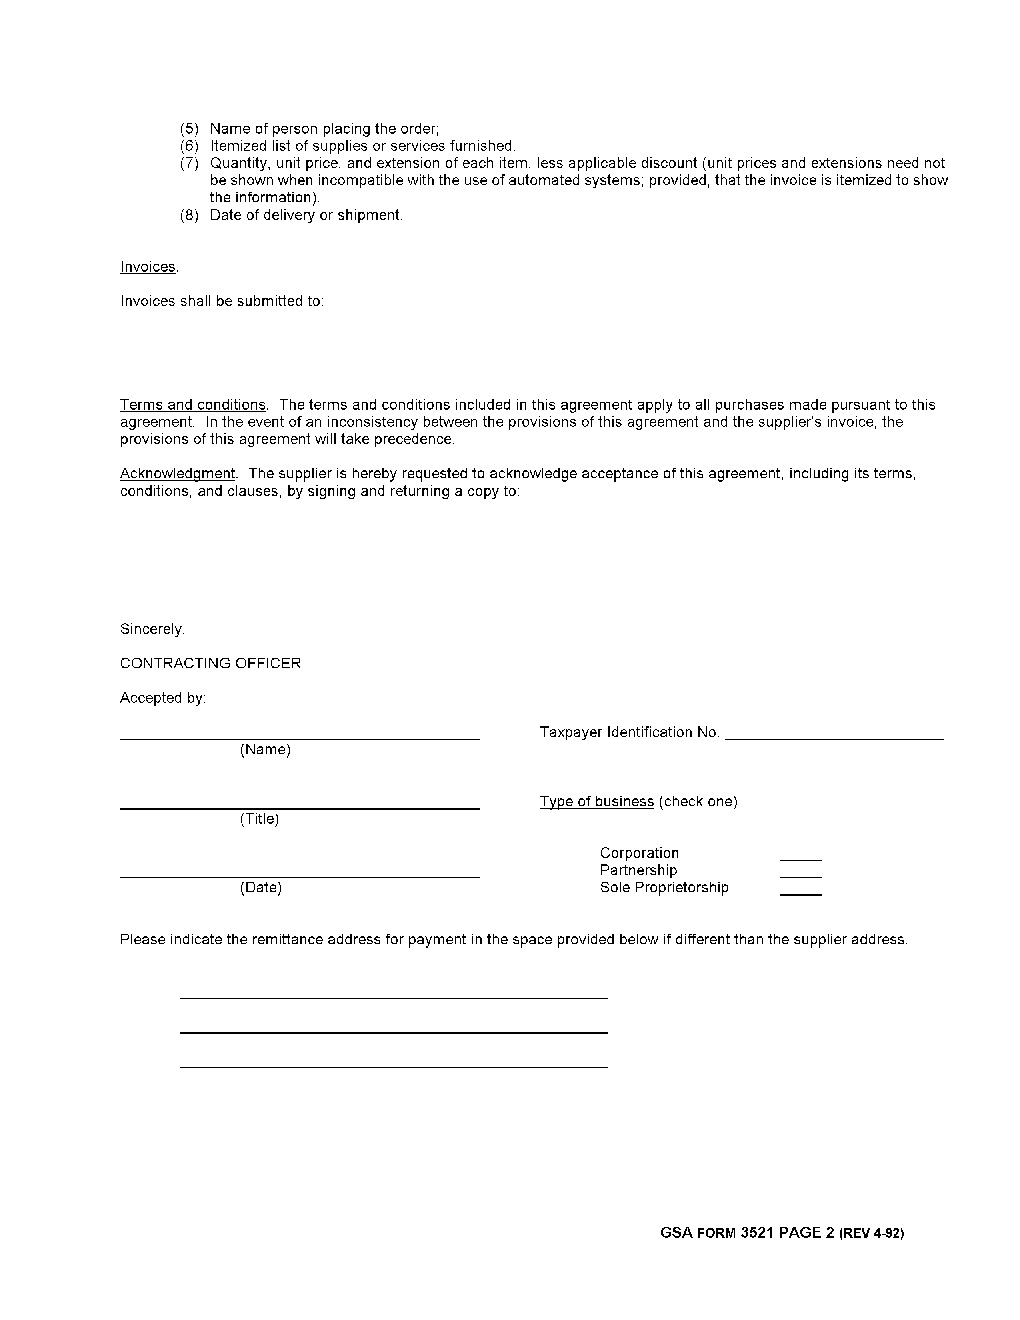 (5) Name of person placing the order;
(6) Itemized list of supplies or services furnished.
(7) Quantity, unit price. and extension of each item. less applicable discount (unit prices and extensions need not
be shown when incompatible with the use of automated systems; provided, that the invoice is itemized to show
the information).
(8) Date of delivery or shipment.
Invoices.
Invoices shall be submitted to:
Terms and conditions. The terms and conditions included in this agreement apply to all purchases made pursuant to this
agreement. In the event of an inconsistency between the provisions of this agreement and the supplier's invoice, the
provisions of this agreement will take precedence.
Acknowledgment. The supplier is hereby requested to acknowledge acceptance of this agreement, including its terms,
conditions, and clauses, by signing and returning a copy to:
Sincerely.
CONTRACTING OFFICER
Accepted by:
Taxpayer Identification No.
(Name)
Type of business (check one)
(Title)
Corporation
Partnership
Sole Proprietorship
(Date)
Please indicate the remittance address for payment in the space provided below if different than the supplier address.
GSA FORM 3521 PAGE 2 (REV 4-92)